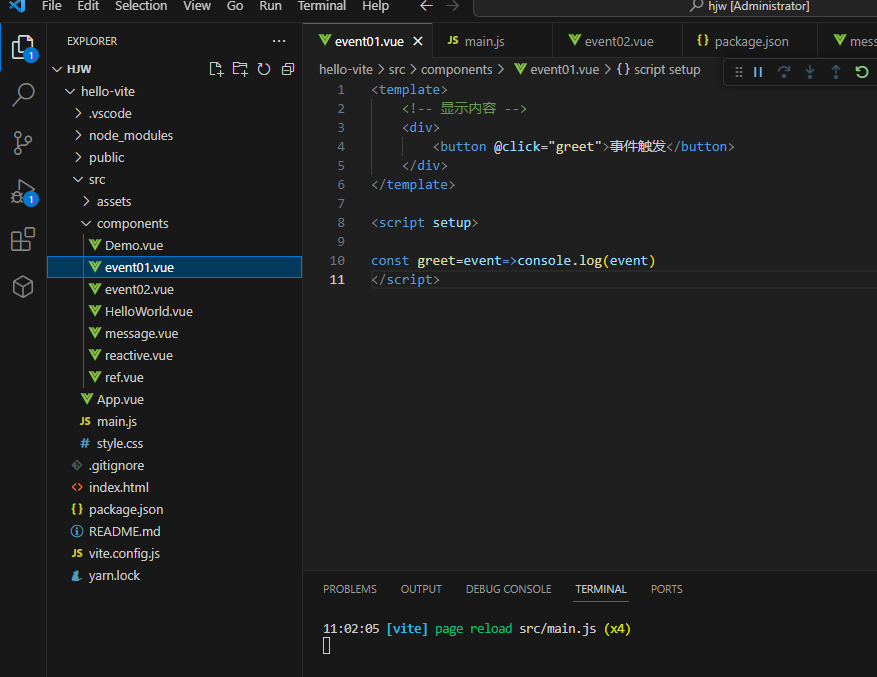 File Edit Selection View Go Run Terminal Help hjw [Administrator]
1
1
EXPLORER
HJW
hello-vite
.vscode
node_modules
public
src
assets
components
Demo.vue
event01.vue
event02.vue
HelloWorld.vue
message.vue
reactive.vue
ref.vue
App.vue
JS main.js
# style.css
.gitignore
<> index.html
{} package.json
README.md
JS vite.config.js
yarn.lock
event01.vue JS main.js event02.vue {} package.json mess
hello-vite > src > components > event01.vue > {} script setup
1 <template>
2 <!-- 显示内容 -->
3 <div>
4 <button @click="greet">事件触发</button>
5 </div>
6 </template>
7
8 <script setup>
9
10 const greet=event=>console.log(event)
11 </script>
PROBLEMS OUTPUT DEBUG CONSOLE TERMINAL PORTS
11:02:05 [vite] page reload src/main.js (x4)